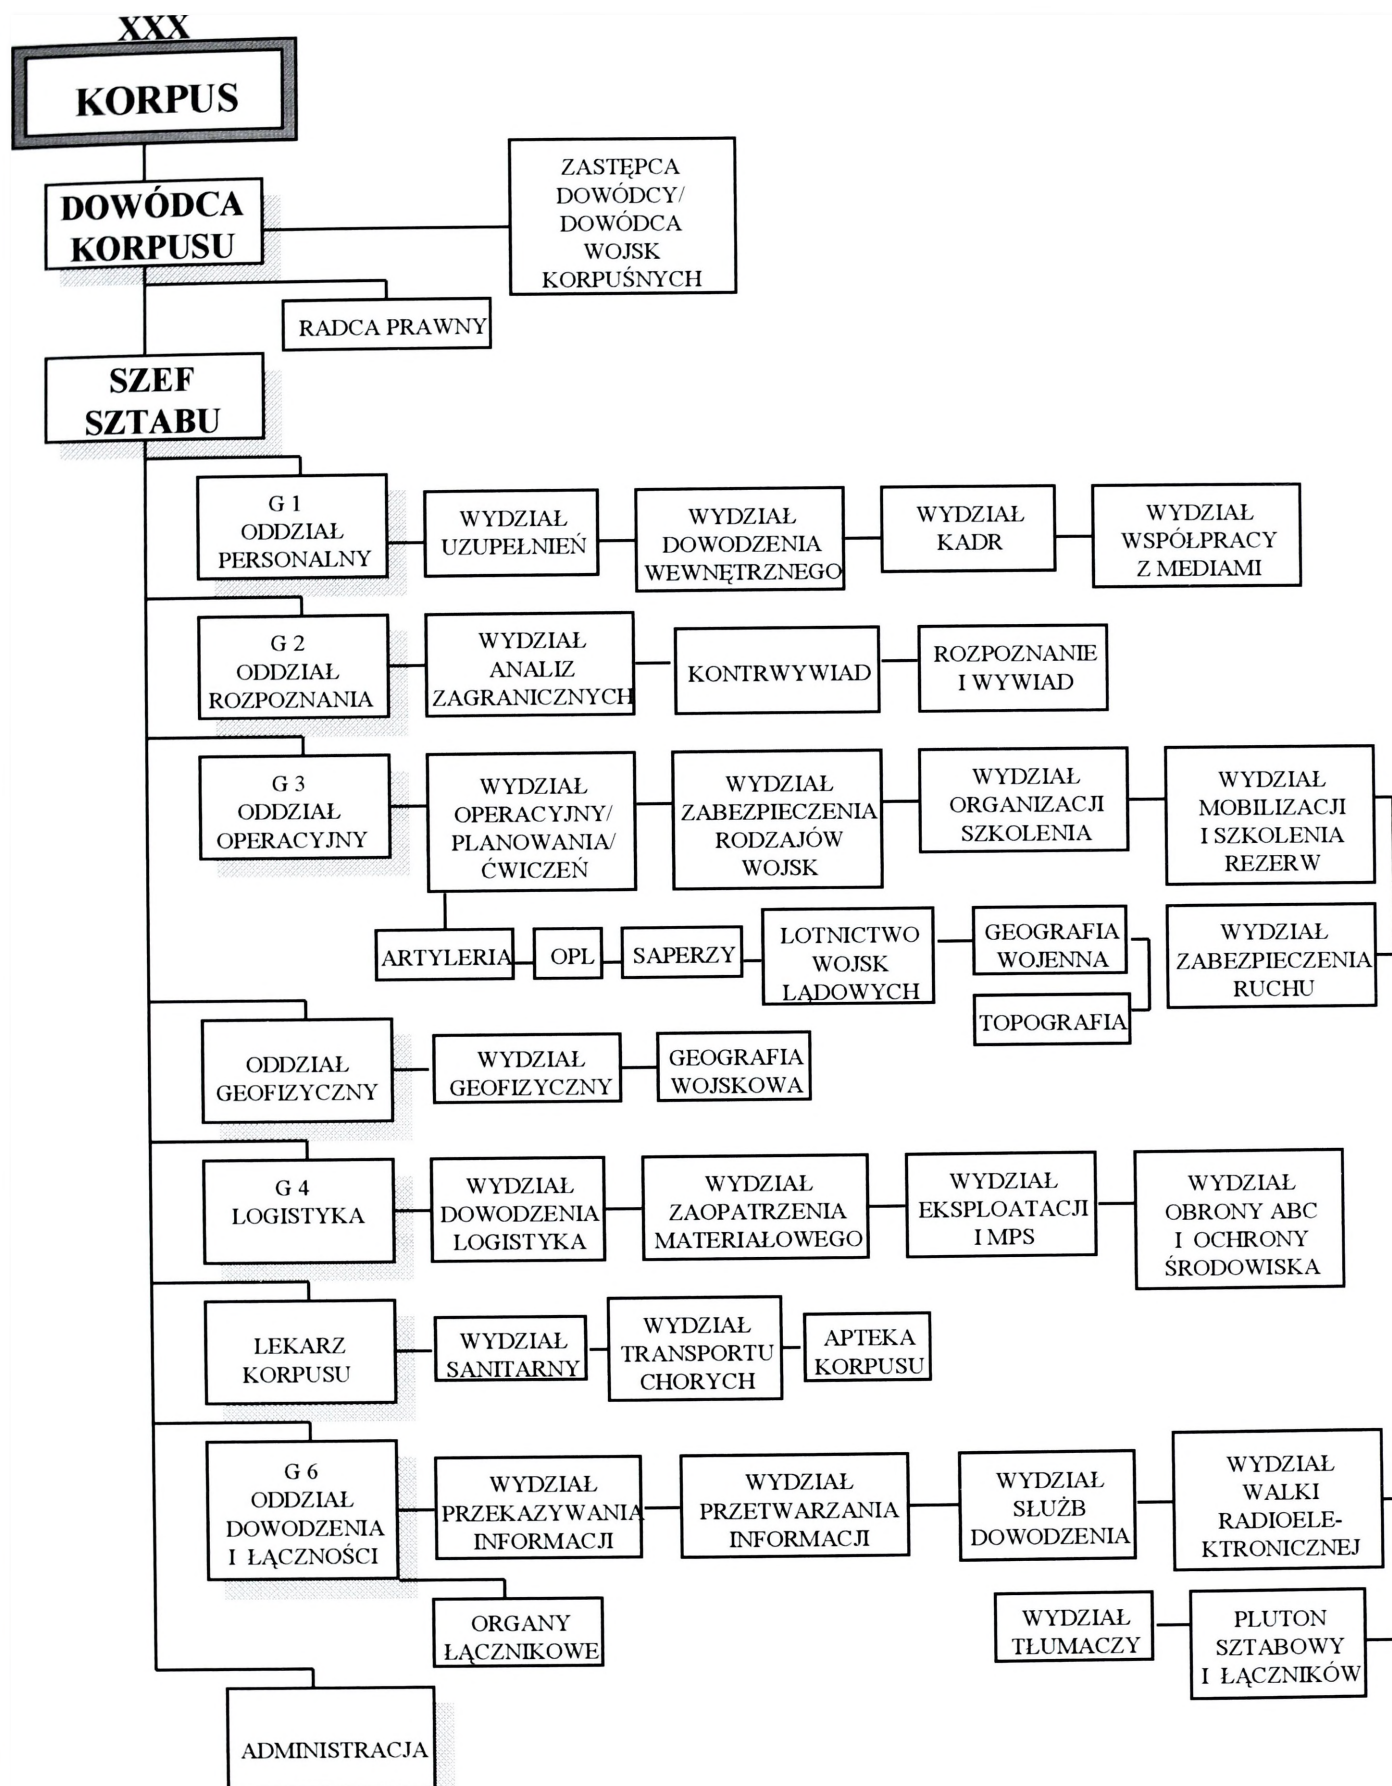 XXX
KORPUS
DOWÓDCA
KORPUSU
ZASTĘPCA
DOWÓDCY/
DOWÓDCA
WOJSK
KORPUŚNYCH
RADCA PRAWNY
SZEF
SZTABU
G 1
ODDZIAŁ
PERSONALNY
WYDZIAŁ
UZUPEŁNIEŃ
WYDZIAŁ
DOWODZENIA
WEWNĘTRZNEGO
WYDZIAŁ
KADR
WYDZIAŁ
WSPÓŁPRACY
Z MEDIAMI
G 2
ODDZIAŁ
ROZPOZNANIA
WYDZIAŁ
ANALIZ
ZAGRANICZNYCH
KONTRWYWIAD
ROZPOZNANIE
I WYWIAD
G 3
ODDZIAŁ
OPERACYJNY
WYDZIAŁ
OPERACYJNY/
PLANOWANIA/
ĆWICZEŃ
WYDZIAŁ
ZABEZPIECZENIA
RODZAJÓW
WOJSK
WYDZIAŁ
ORGANIZACJI
SZKOLENIA
WYDZIAŁ
MOBILIZACJI
I SZKOLENIA
REZERW
ARTYLERIA
OPL
SAPERZY
LOTNICTWO
WOJSK
LĄDOWYCH
GEOGRAFIA
WOJENNA
TOPOGRAFIA
WYDZIAŁ
ZABEZPIECZENIA
RUCHU
ODDZIAŁ
GEOFIZYCZNY
WYDZIAŁ
GEOFIZYCZNY
GEOGRAFIA
WOJSKOWA
G 4
LOGISTYKA
WYDZIAŁ
DOWODZENIA
LOGISTYKA
WYDZIAŁ
ZAOPATRZENIA
MATERIAŁOWEGO
WYDZIAŁ
EKSPLOATACJI
I MPS
WYDZIAŁ
OBRONY ABC
I OCHRONY
ŚRODOWISKA
LEKARZ
KORPUSU
WYDZIAŁ
SANITARNY
WYDZIAŁ
TRANSPORTU
CHORYCH
APTEKA
KORPUSU
G 6
ODDZIAŁ
DOWODZENIA
I ŁĄCZNOŚCI
WYDZIAŁ
PRZEKAZYWANIA
INFORMACJI
WYDZIAŁ
PRZETWARZANIA
INFORMACJI
WYDZIAŁ
SŁUŻB
DOWODZENIA
WYDZIAŁ
WALKI
RADIOELE-
KTRONICZNEJ
ORGANY
ŁĄCZNIKOWE
WYDZIAŁ
TŁUMACZY
PLUTON
SZTABOWY
I ŁĄCZNIKÓW
ADMINISTRACJA